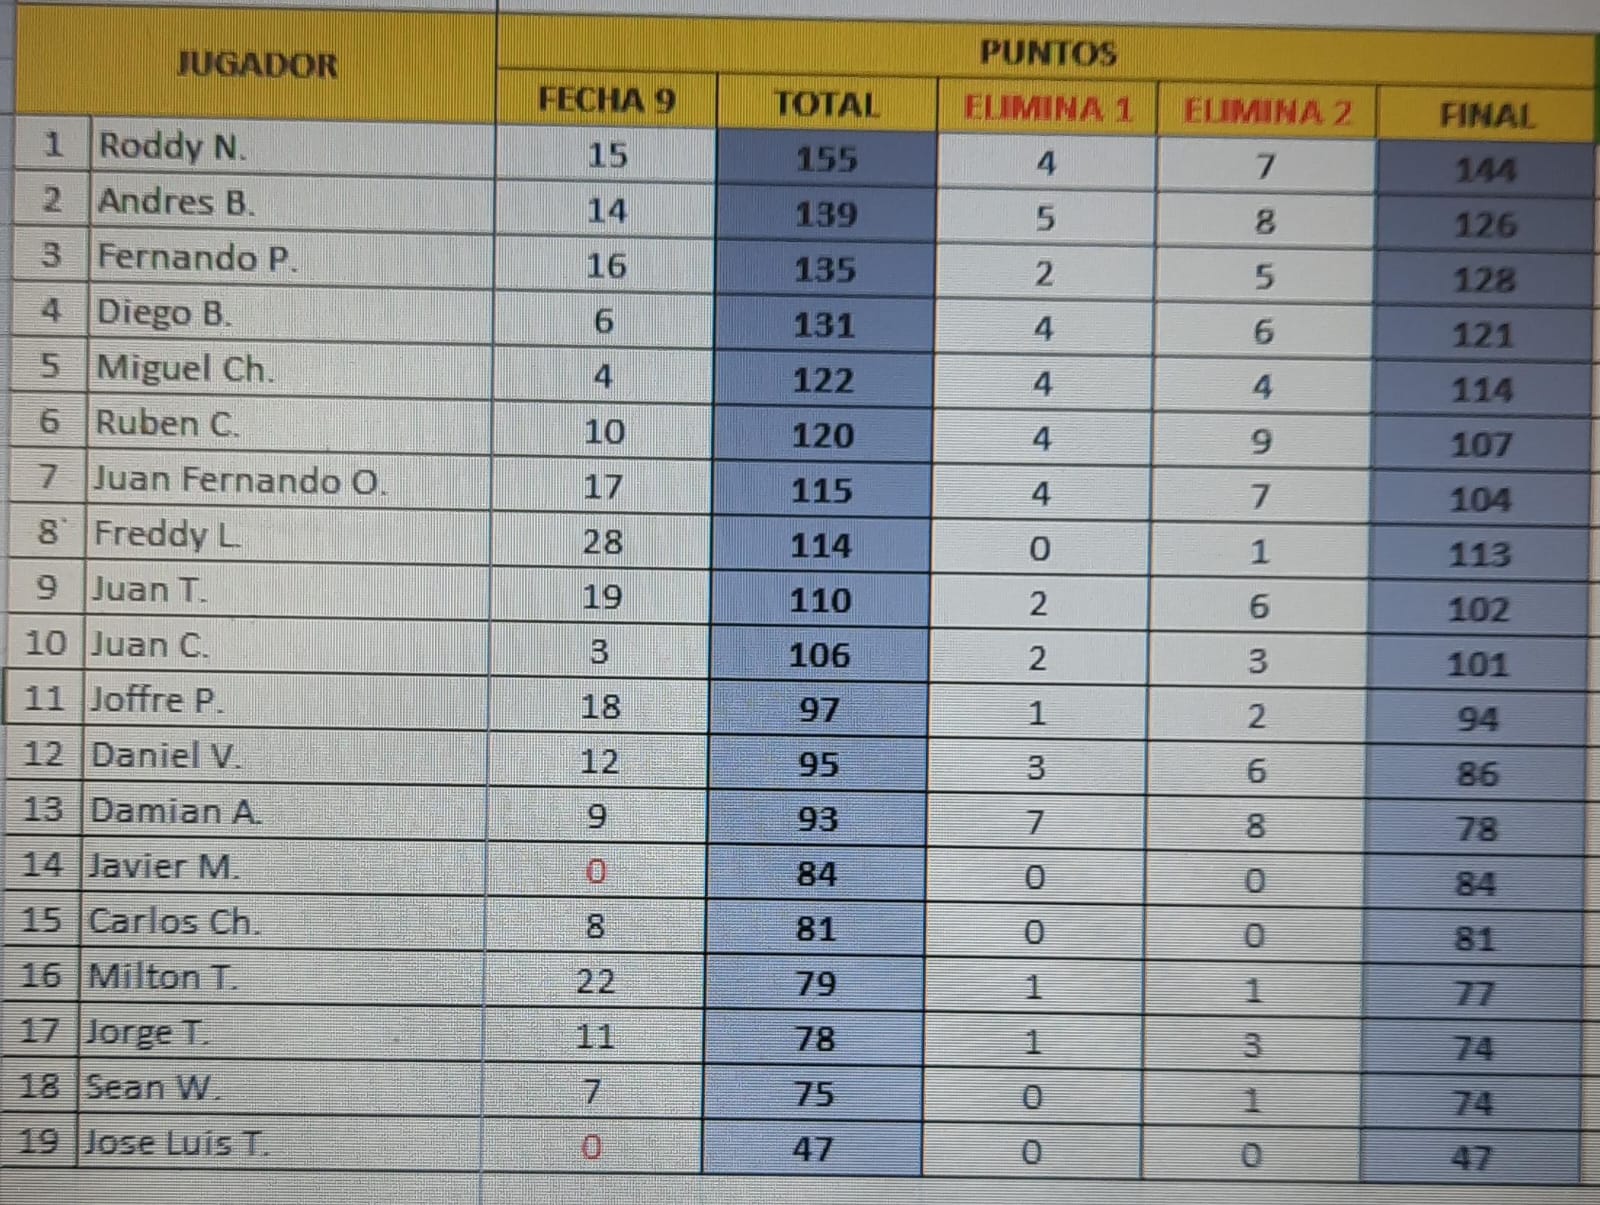 JUGADOR PUNTOS
FECHA 9 TOTAL ELIMINA 1 ELIMINA 2 FINAL
1 Roddy N. 15 155 4 7 144
2 Andres B. 14 139 5 8 126
3 Fernando P. 16 135 2 5 128
4 Diego B. 6 131 4 6 121
5 Miguel Ch. 4 122 4 4 114
6 Ruben C. 10 120 4 9 107
7 Juan Fernando O. 17 115 4 7 104
8 Freddy L. 28 114 0 1 113
9 Juan T. 19 110 2 6 102
10 Juan C. 3 106 2 3 101
11 Joffre P. 18 97 1 2 94
12 Daniel V. 12 95 3 6 86
13 Damian A. 9 93 7 8 78
14 Javier M. 0 84 0 0 84
15 Carlos Ch. 8 81 0 0 81
16 Milton T. 22 79 1 1 77
17 Jorge T. 11 78 1 3 74
18 Sean W. 7 75 0 1 74
19 Jose Luis T. 0 47 0 0 47